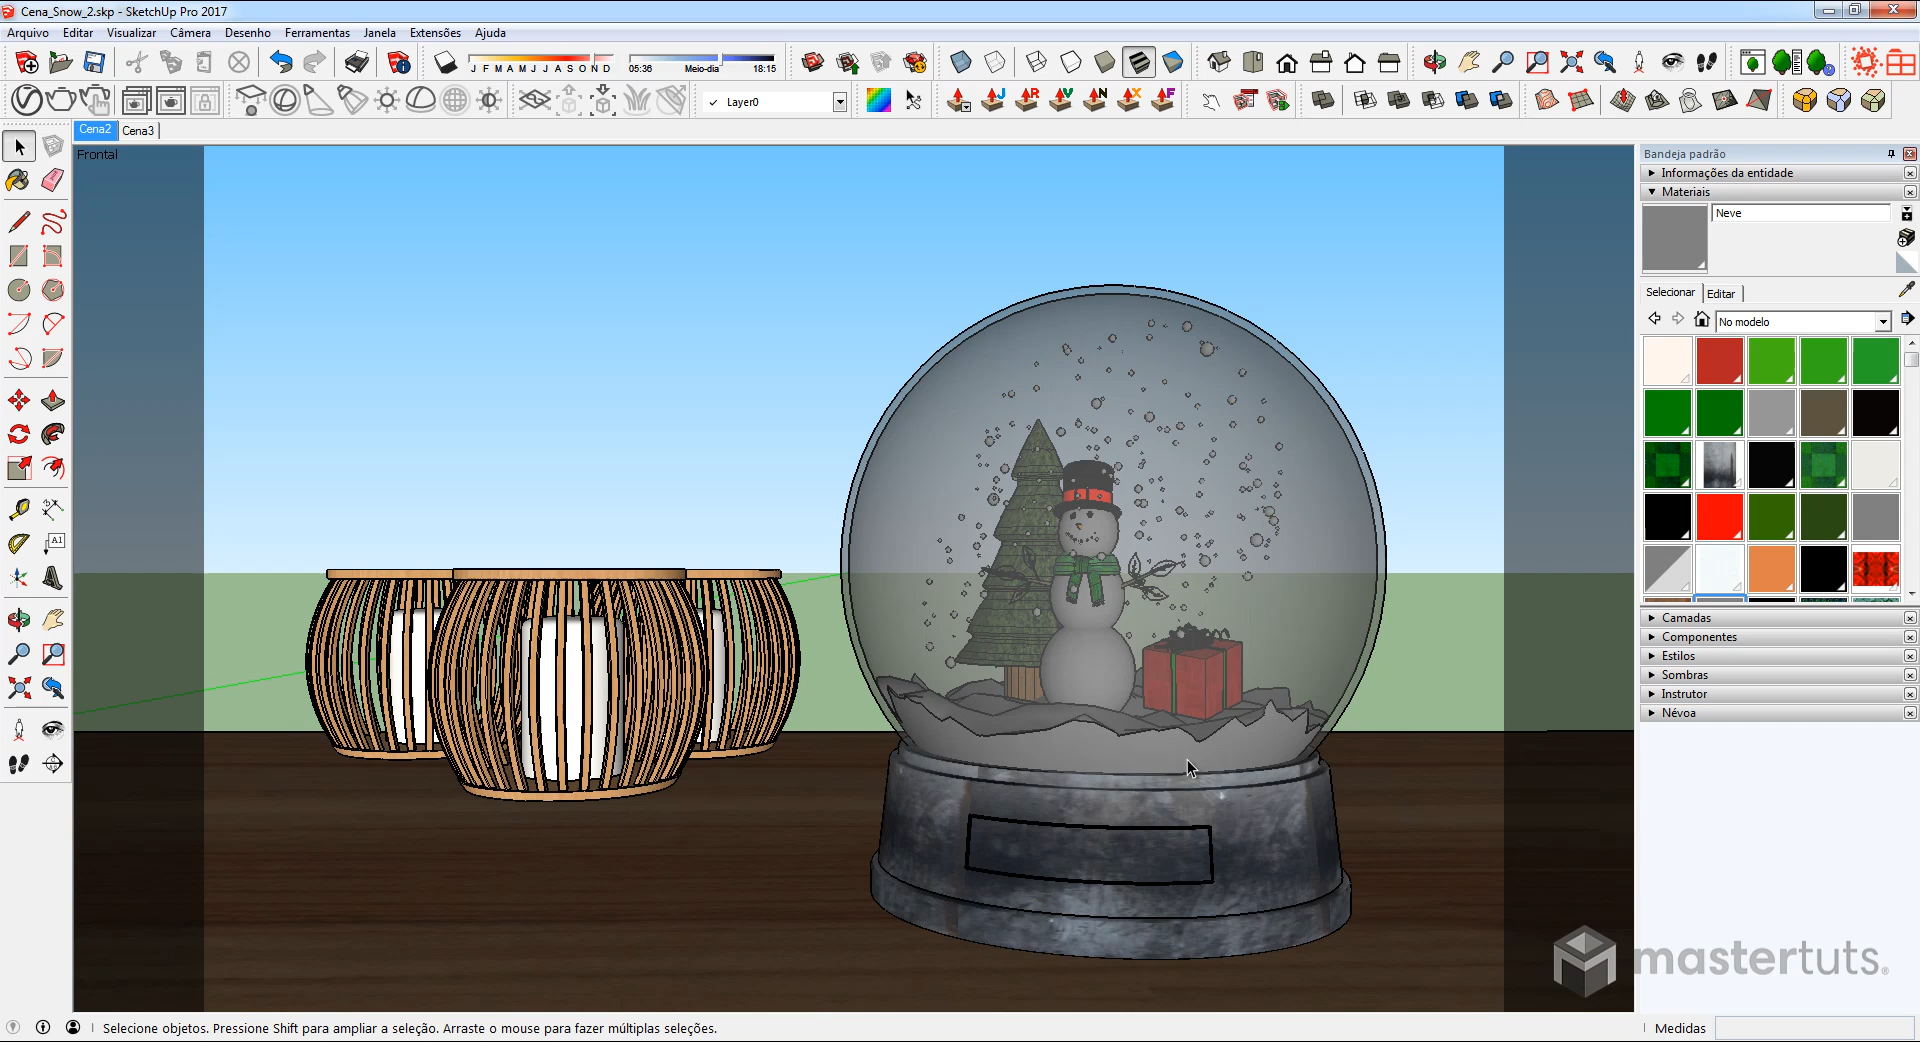 Cena_Snow_2.skp - SketchUp Pro 2017
Arquivo Editar Visualizar Câmera Desenho Ferramentas Janela Extensões Ajuda
J F M A M J J A S O N D
05:36 Meio-dia 18:15
Layer0
J R V N X F
Cena2 Cena3
Frontal
Bandeja padrão
Informações da entidade
Materiais
Neve
Selecionar Editar
No modelo
Camadas
Componentes
Estilos
Sombras
Instrutor
Névoa
A1
mastertuts.
Selecione objetos. Pressione Shift para ampliar a seleção. Arraste o mouse para fazer múltiplas seleções.
Medidas